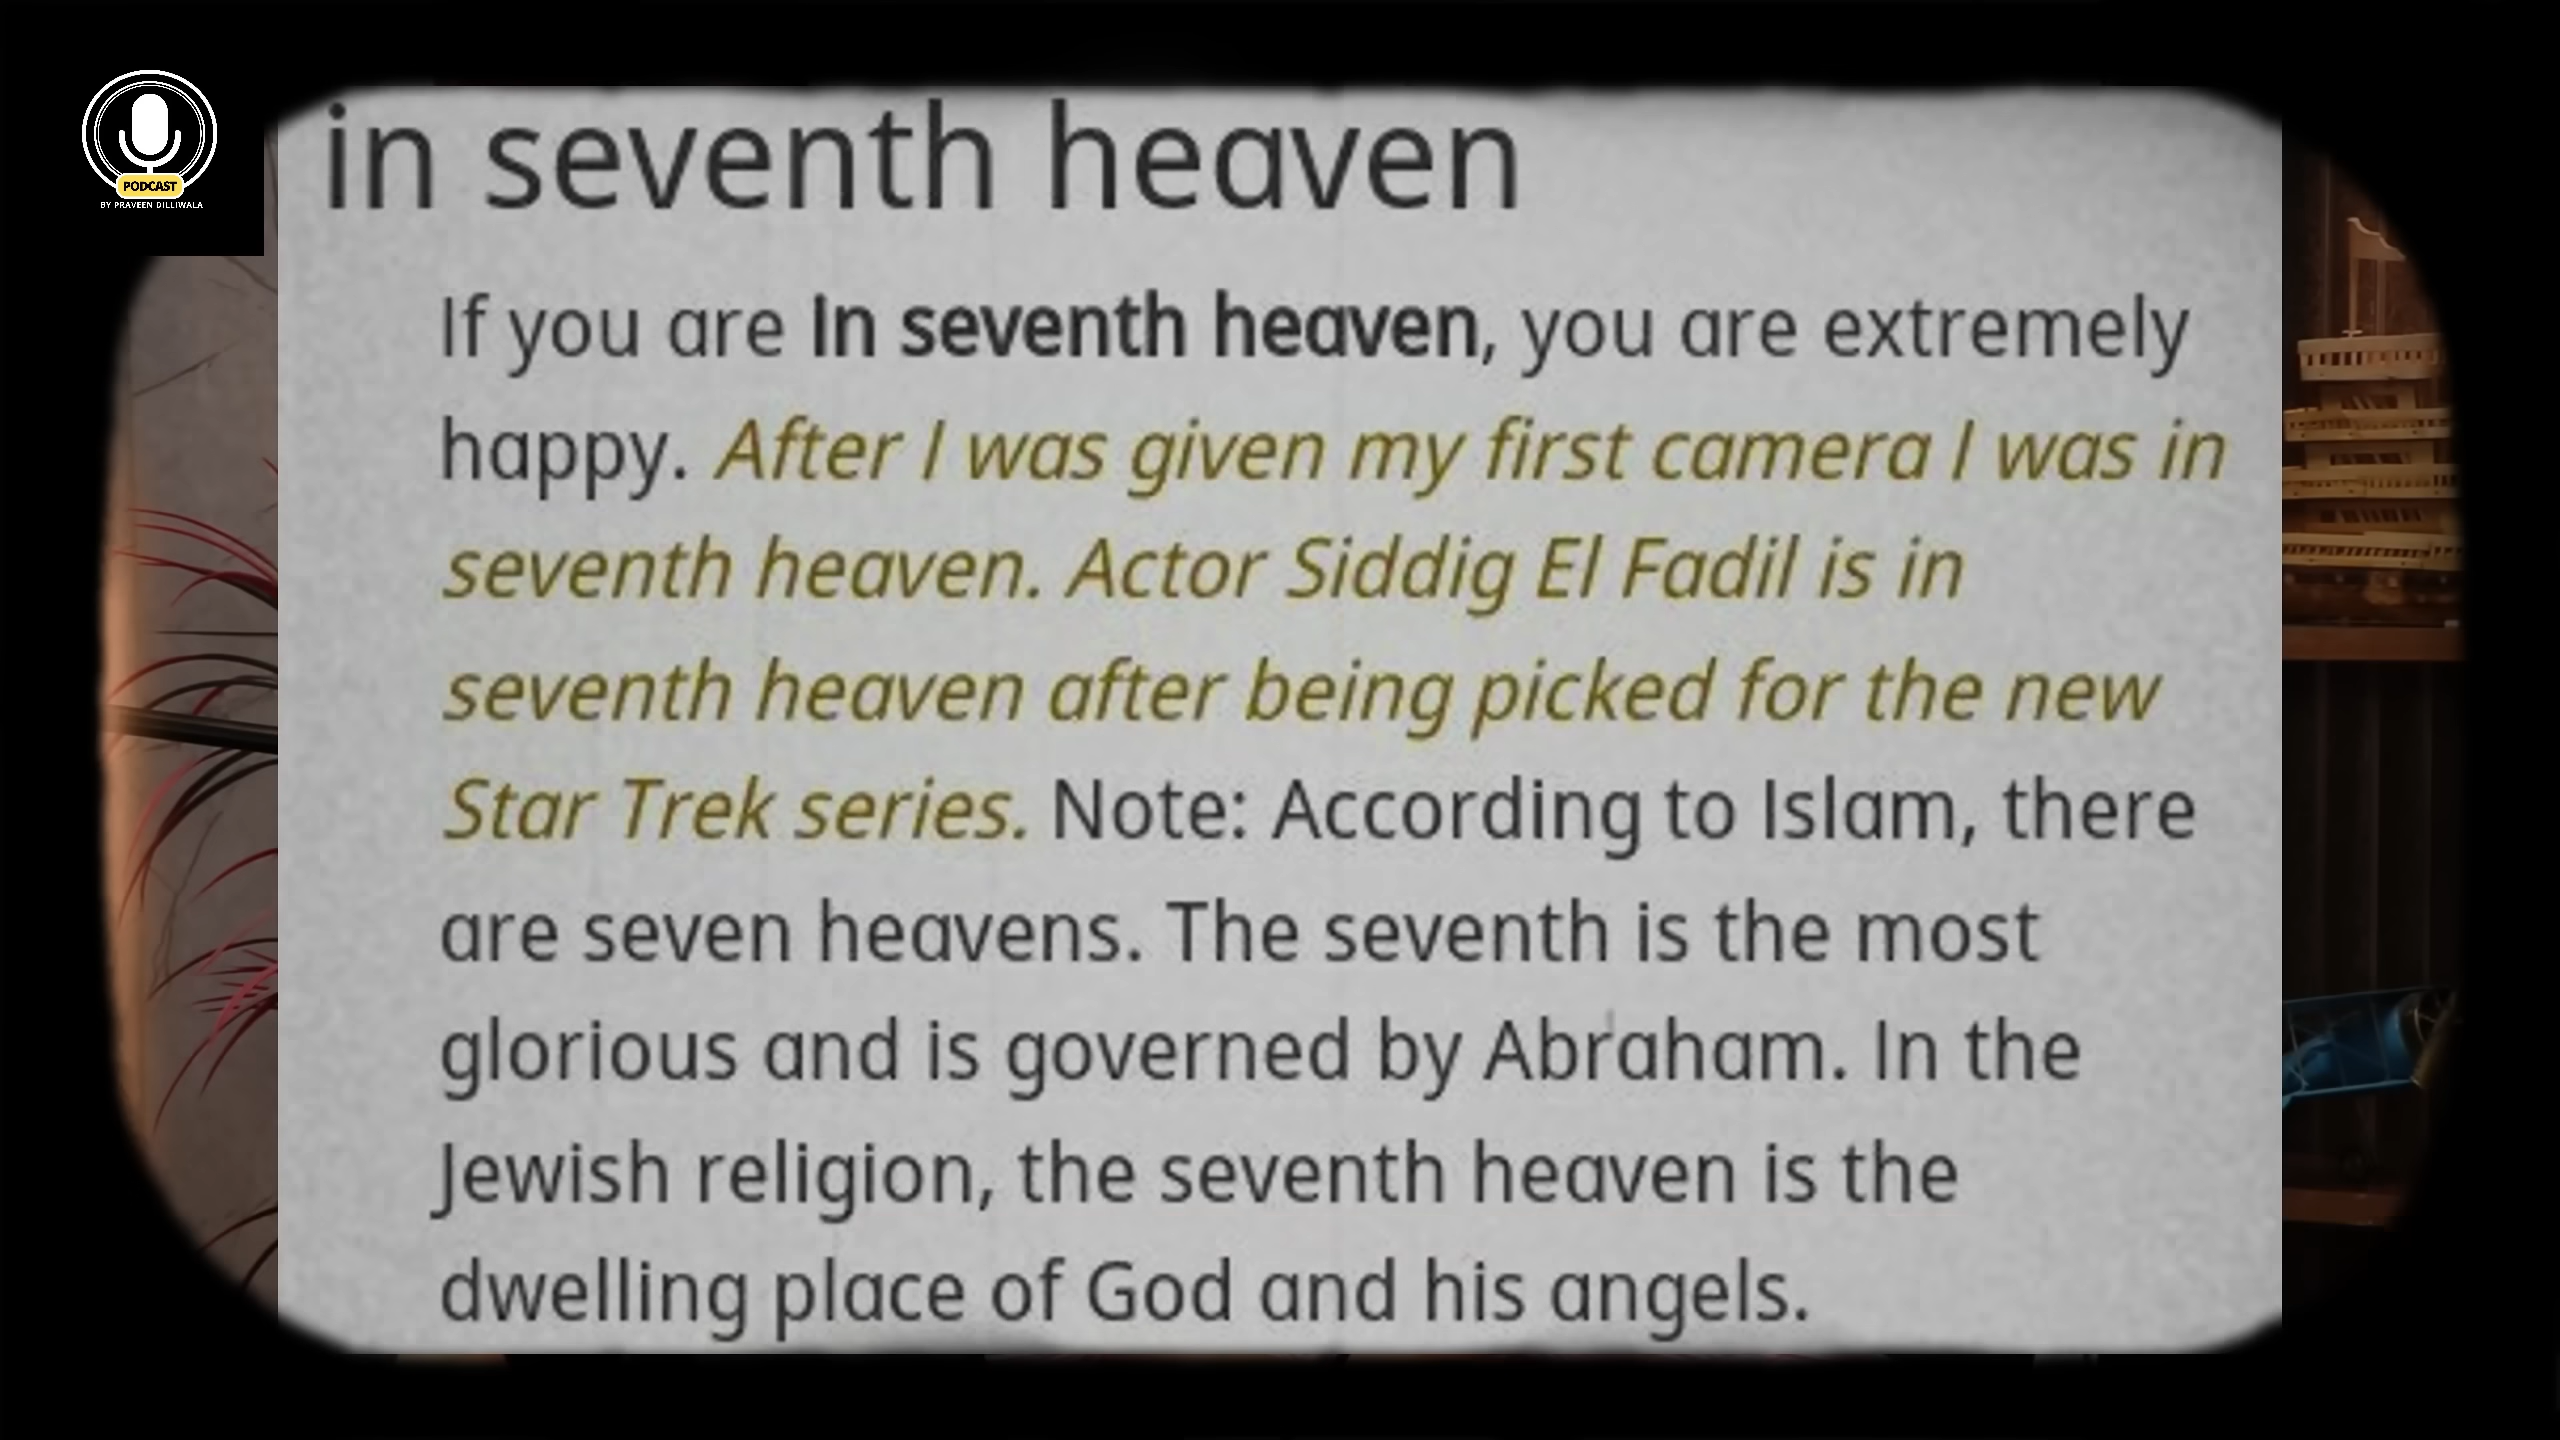 PODCAST
BY PRAVEEN DILLIWALA
in seventh heaven
If you are in seventh heaven, you are extremely
happy. After I was given my first camera I was in
seventh heaven. Actor Siddig El Fadil is in
seventh heaven after being picked for the new
Star Trek series. Note: According to Islam, there
are seven heavens. The seventh is the most
glorious and is governed by Abraham. In the
Jewish religion, the seventh heaven is the
dwelling place of God and his angels.